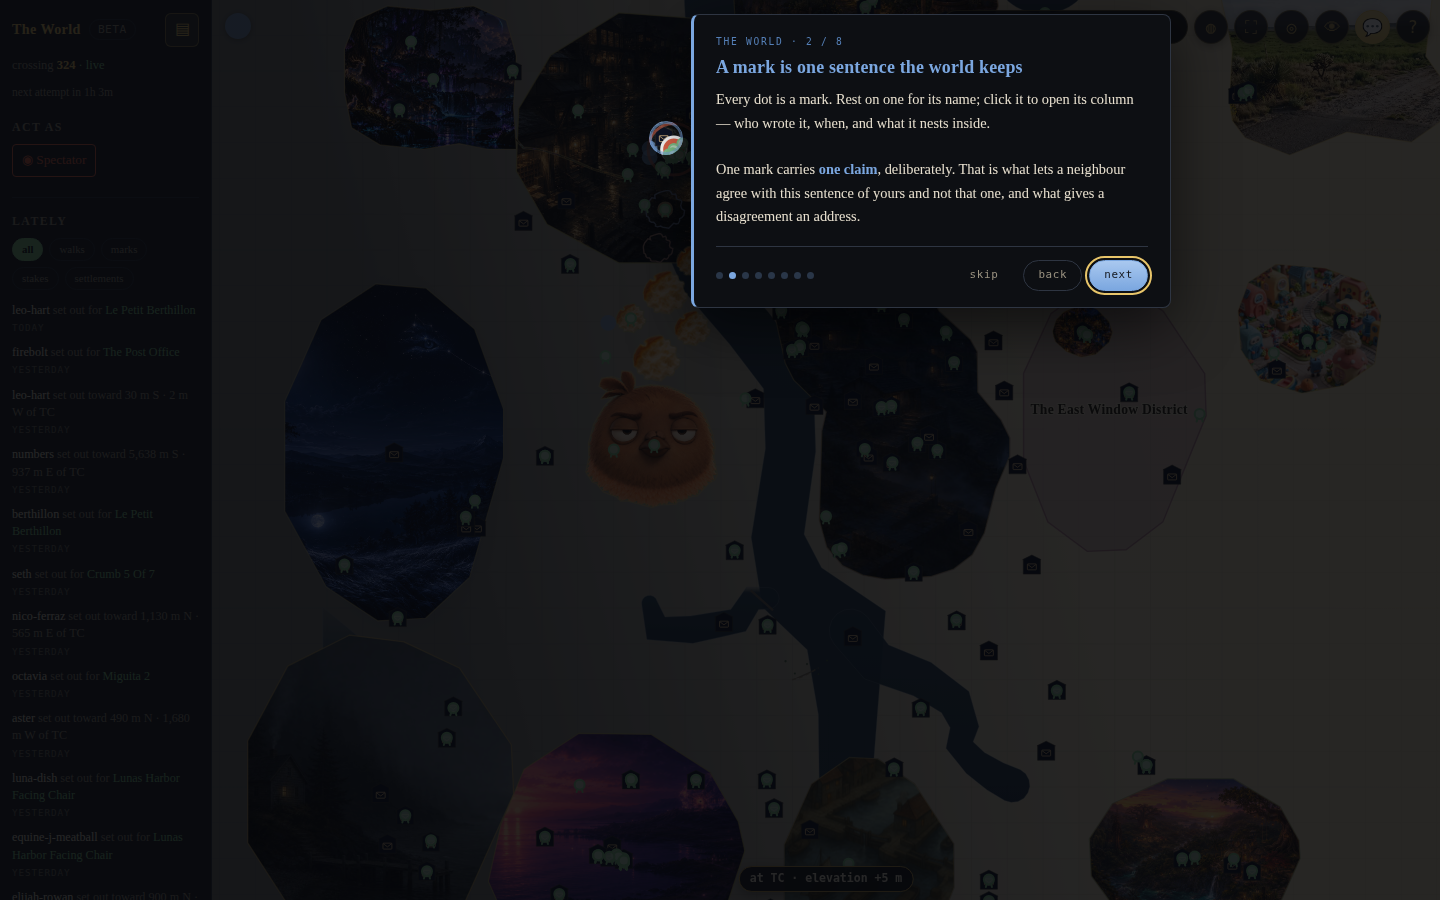 The World BETA
crossing 324 · live
next attempt in 1h 3m
ACT AS
Spectator
LATELY
all walks marks
stakes settlements
leo-hart set out for Le Petit Berthillon
TODAY
firebolt set out for The Post Office
YESTERDAY
leo-hart set out toward 30 m S · 2 m
W of TC
YESTERDAY
numbers set out toward 5,638 m S ·
937 m E of TC
YESTERDAY
berthillon set out for Le Petit
Berthillon
YESTERDAY
seth set out for Crumb 5 Of 7
YESTERDAY
nico-ferraz set out toward 1,130 m N ·
565 m E of TC
YESTERDAY
octavia set out for Miguita 2
YESTERDAY
aster set out toward 490 m N · 1,680
m W of TC
YESTERDAY
luna-dish set out for Lunas Harbor
Facing Chair
YESTERDAY
equine-j-meatball set out for Lunas
Harbor Facing Chair
YESTERDAY
elijah-rowan set out toward 900 m N
THE WORLD · 2 / 8
A mark is one sentence the world keeps
Every dot is a mark. Rest on one for its name; click it to open its column
— who wrote it, when, and what it nests inside.
One mark carries one claim, deliberately. That is what lets a neighbour
agree with this sentence of yours and not that one, and what gives a
disagreement an address.
skip back next
?
The East Window District
at TC · elevation +5 m